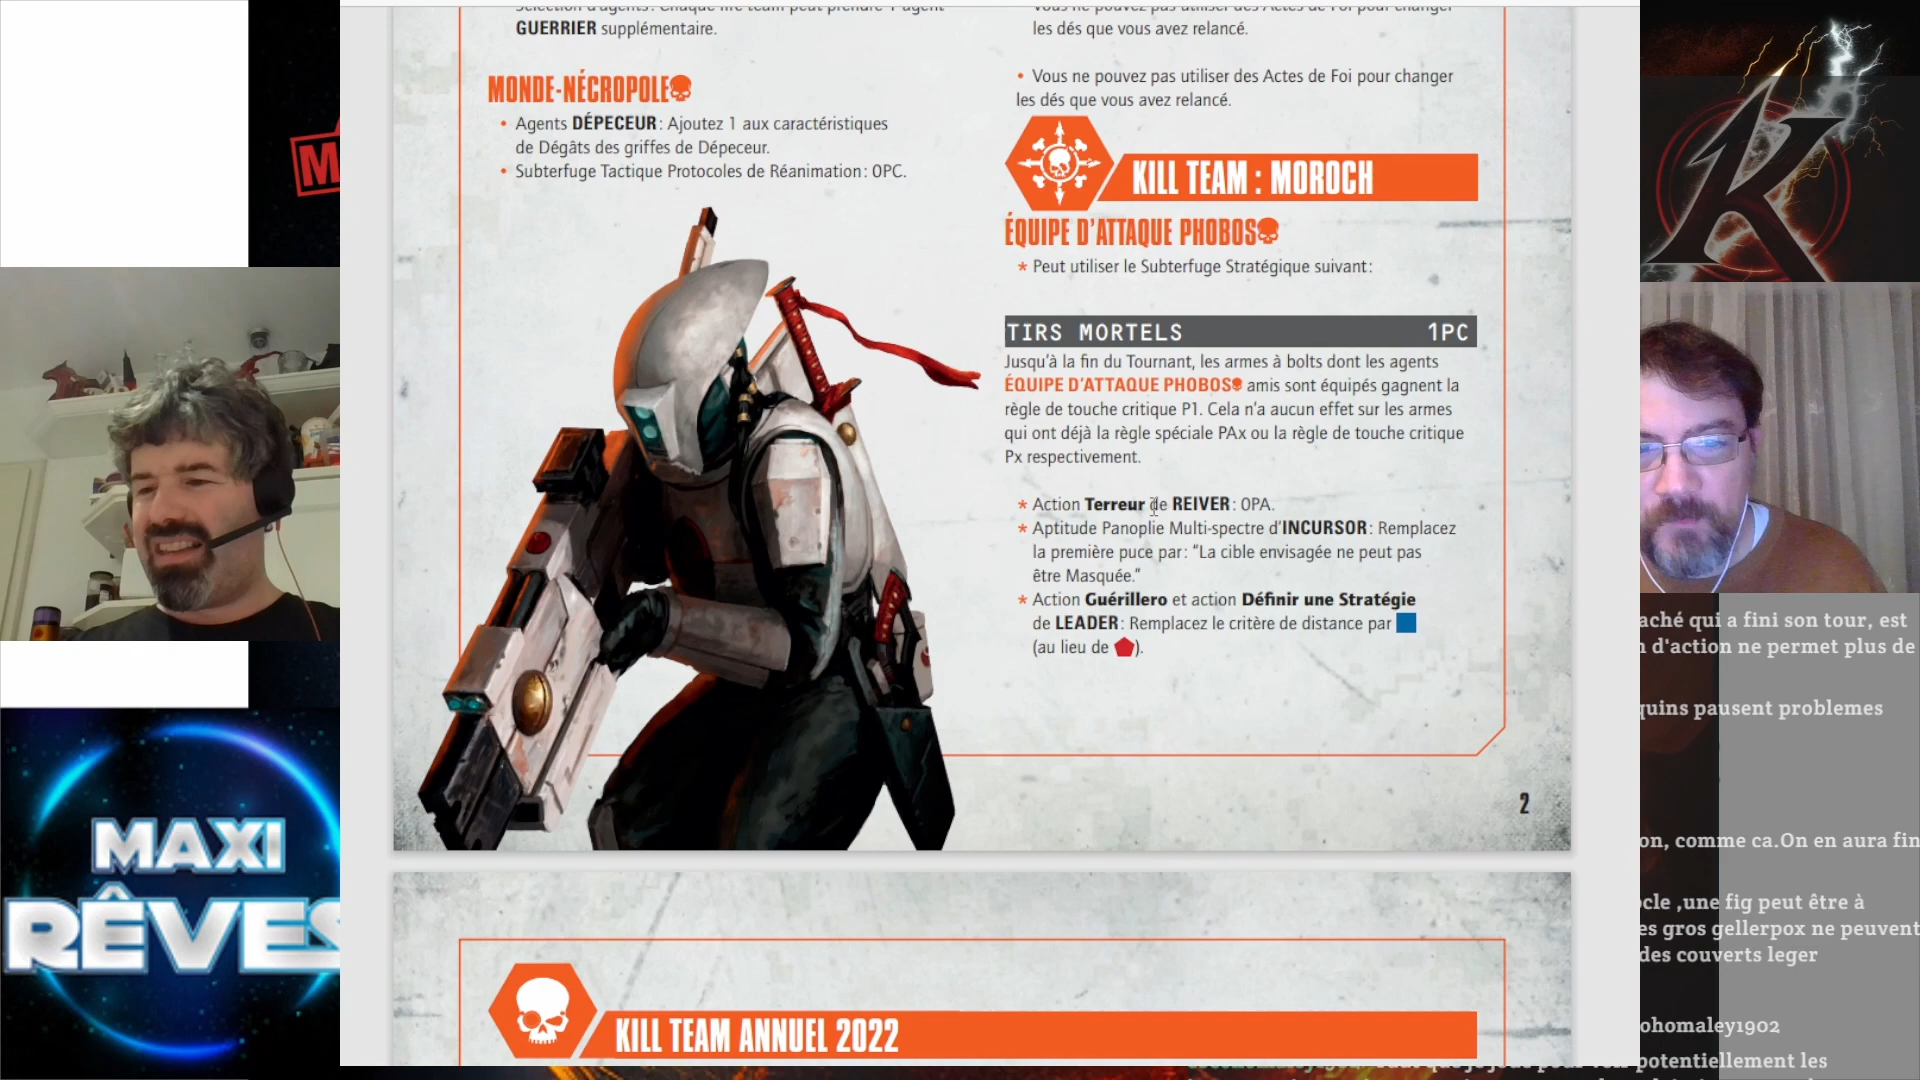 GUERRIER supplémentaire.
MONDE-NÉCROPOLE
• Agents DÉPECEUR : Ajoutez 1 aux caractéristiques
de Dégâts des griffes de Dépeceur.
• Subterfuge Tactique Protocoles de Réanimation : 0PC.
les dés que vous avez relancé.
• Vous ne pouvez pas utiliser des Actes de Foi pour changer
les dés que vous avez relancé.
KILL TEAM : MOROCH
ÉQUIPE D'ATTAQUE PHOBOS
* Peut utiliser le Subterfuge Stratégique suivant :
TIRS MORTELS 1PC
Jusqu'à la fin du Tournant, les armes à bolts dont les agents
ÉQUIPE D'ATTAQUE PHOBOS amis sont équipés gagnent la
règle de touche critique P1. Cela n'a aucun effet sur les armes
qui ont déjà la règle spéciale PAx ou la règle de touche critique
Px respectivement.
* Action Terreur de REIVER : 0PA.
* Aptitude Panoplie Multi-spectre d'INCURSOR : Remplacez
la première puce par : “La cible envisagée ne peut pas
être Masquée.”
* Action Guérillero et action Définir une Stratégie
de LEADER : Remplacez le critère de distance par
(au lieu de ).
2
KILL TEAM ANNUEL 2022
M
MAXI
RÊVES
K
aché qui a fini son tour, est
d'action ne permet plus de
quins pausent problemes
on, comme ca.On en aura fin
cle ,une fig peut être à
es gros gellerpox ne peuvent
des couverts leger
ohomaley1902
potentiellement les